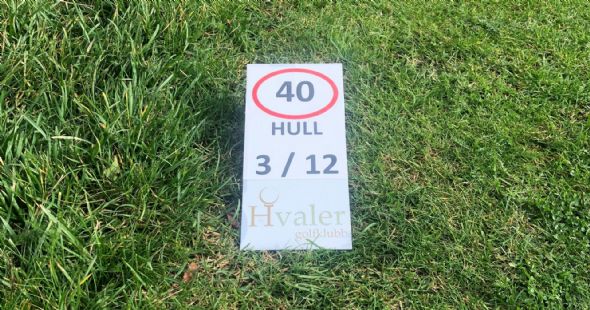 40
HULL
3 / 12
Hvaler
golfklubb